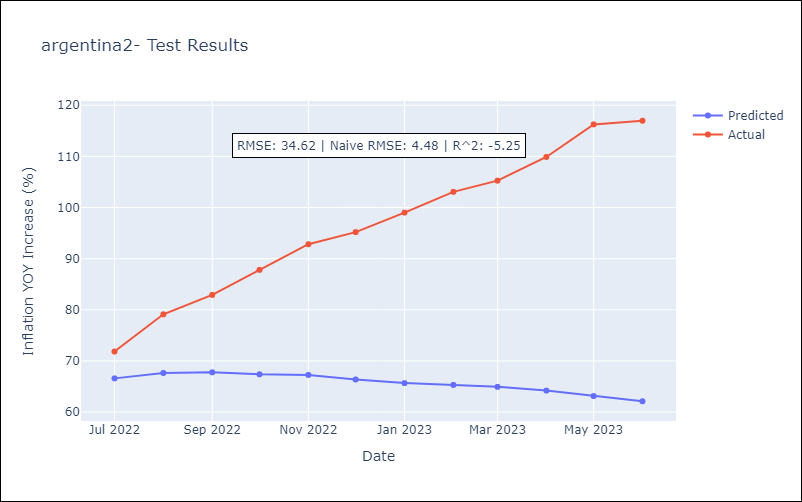 argentina2- Test Results
Predicted
Actual
RMSE: 34.62 | Naive RMSE: 4.48 | R^2: -5.25
Inflation YOY Increase (%)
120
110
100
90
80
70
60
Jul 2022
Sep 2022
Nov 2022
Jan 2023
Mar 2023
May 2023
Date